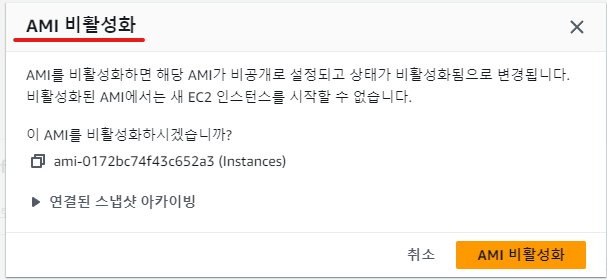 AMI 비활성화
AMI를 비활성화하면 해당 AMI가 비공개로 설정되고 상태가 비활성화됨으로 변경됩니다.
비활성화된 AMI에서는 새 EC2 인스턴스를 시작할 수 없습니다.
이 AMI를 비활성화하시겠습니까?
ami-0172bc74f43c652a3 (Instances)
연결된 스냅샷 아카이빙
취소
AMI 비활성화